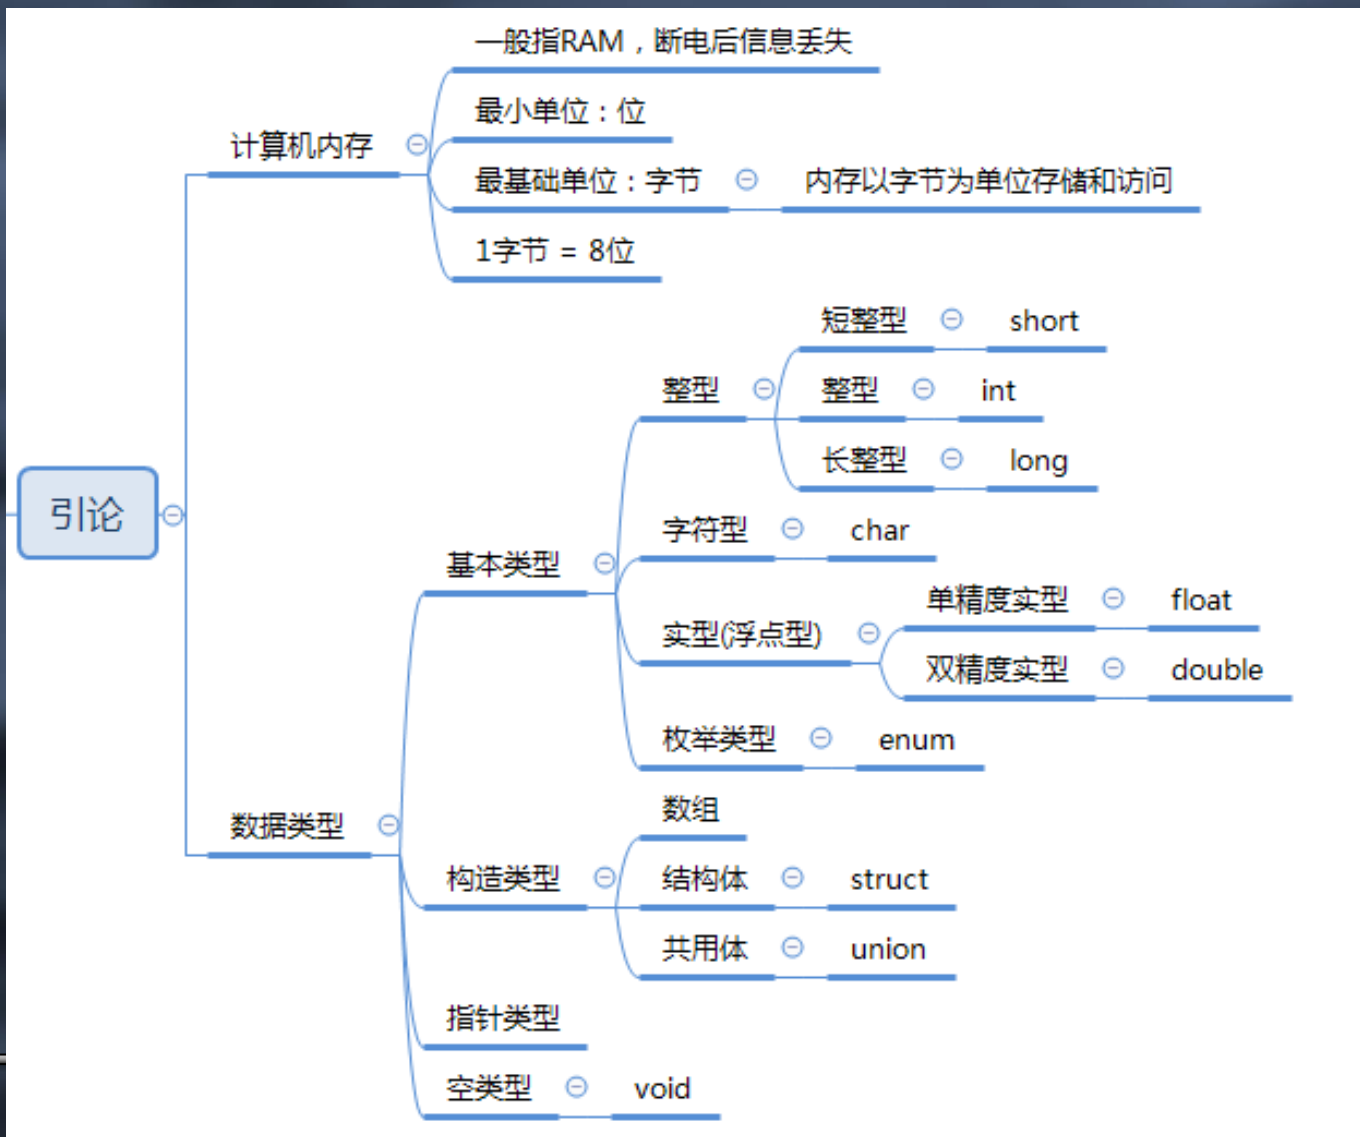 引论
计算机内存
一般指RAM，断电后信息丢失
最小单位：位
最基础单位：字节
内存以字节为单位存储和访问
1字节 = 8位
数据类型
基本类型
整型
短整型
short
整型
int
长整型
long
字符型
char
实型(浮点型)
单精度实型
float
双精度实型
double
枚举类型
enum
构造类型
数组
结构体
struct
共用体
union
指针类型
空类型
void